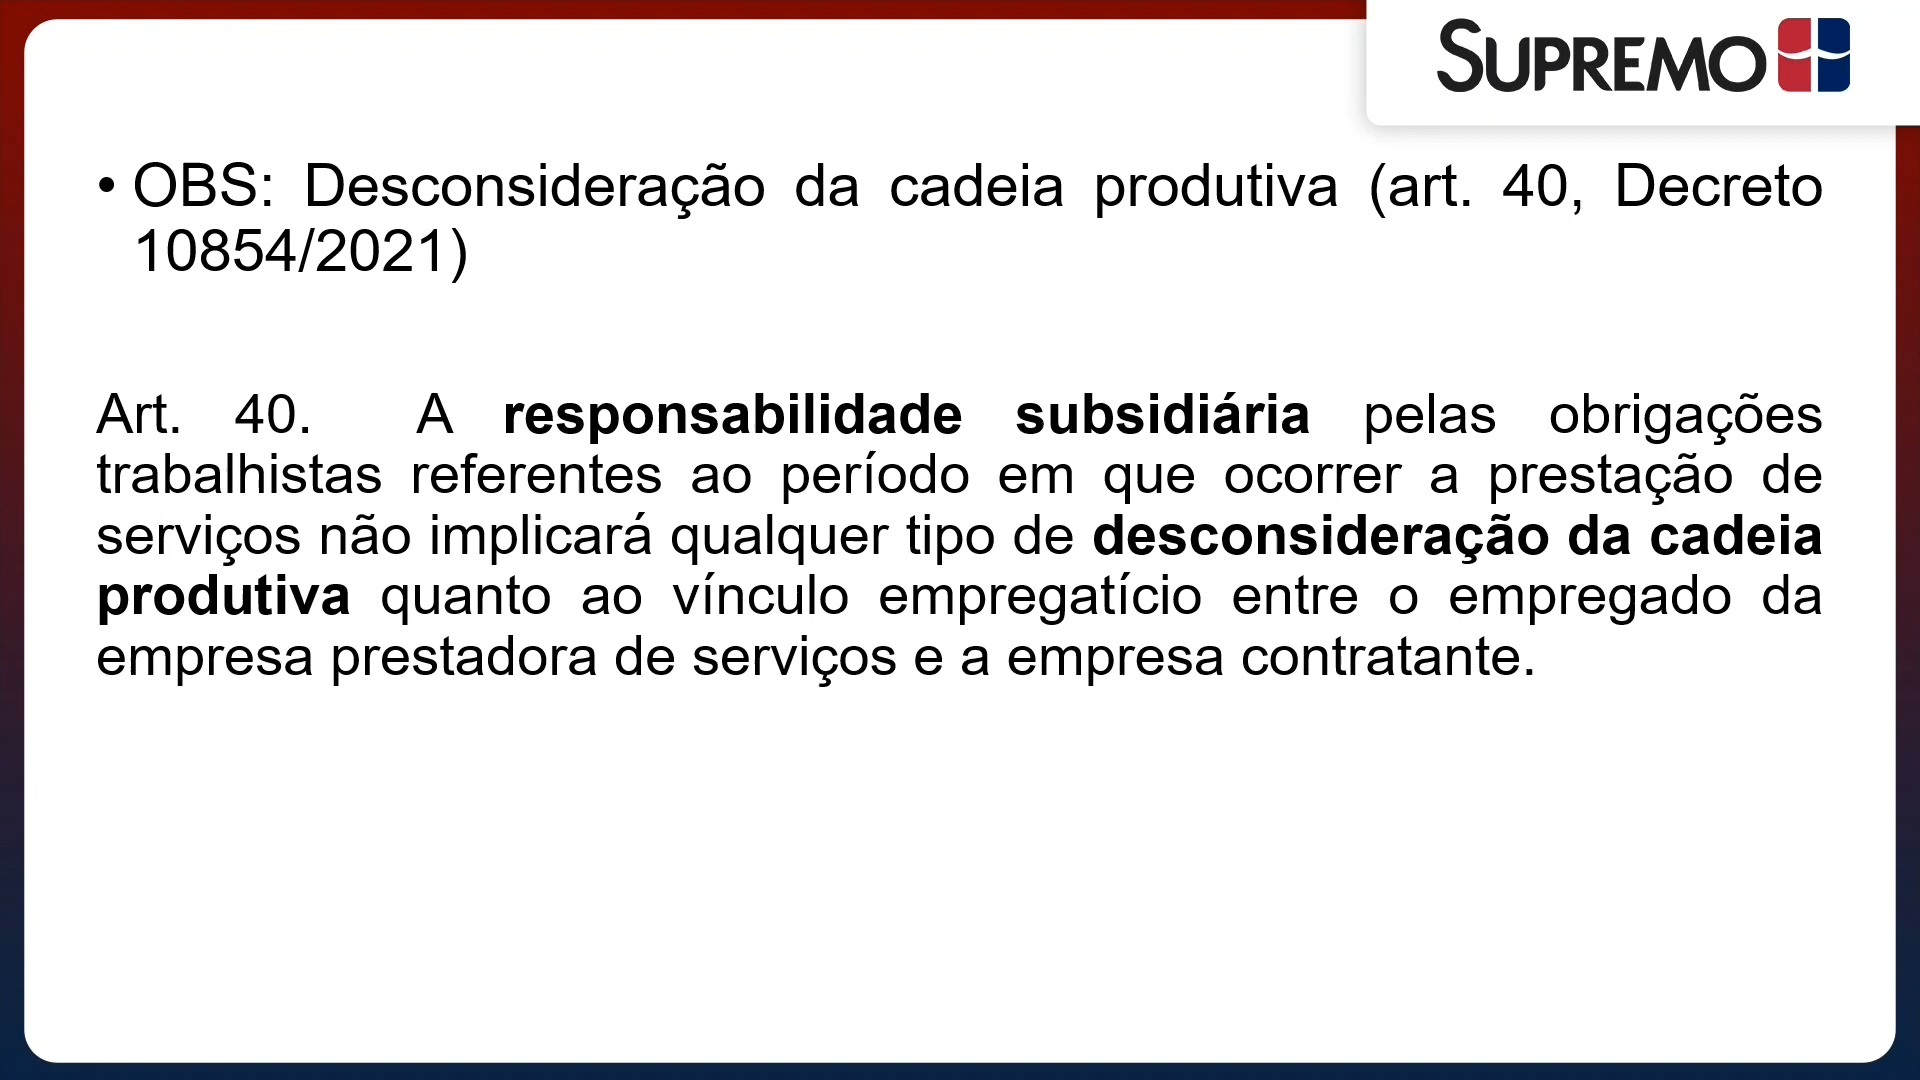 SUPREMO
• OBS: Desconsideração da cadeia produtiva (art. 40, Decreto
10854/2021)
Art. 40. A responsabilidade subsidiária pelas obrigações
trabalhistas referentes ao período em que ocorrer a prestação de
serviços não implicará qualquer tipo de desconsideração da cadeia
produtiva quanto ao vínculo empregatício entre o empregado da
empresa prestadora de serviços e a empresa contratante.